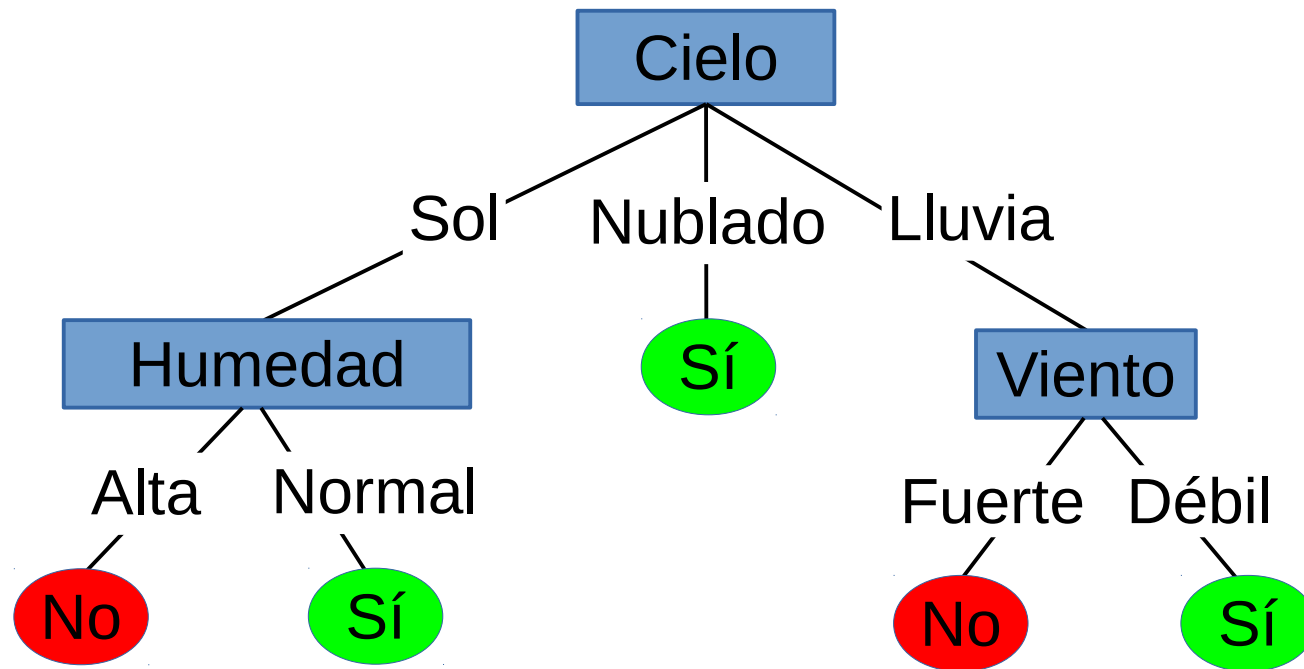 Cielo
Sol
Nublado
Lluvia
Humedad
Sí
Viento
Alta
Normal
Fuerte
Débil
No
Sí
No
Sí